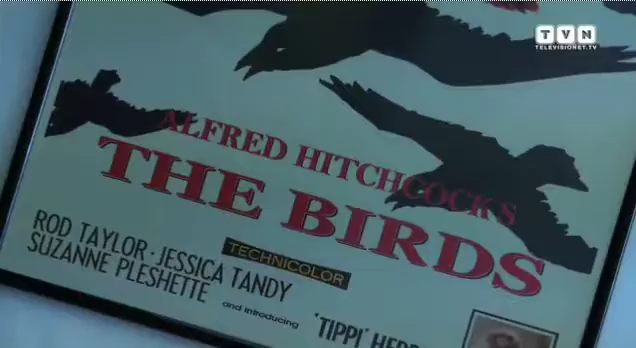 TVN
TELEVISIONET.TV
ALFRED HITCHCOCK'S
THE BIRDS
TECHNICOLOR
ROD TAYLOR · JESSICA TANDY
SUZANNE PLESHETTE
and introducing
'TIPPI'